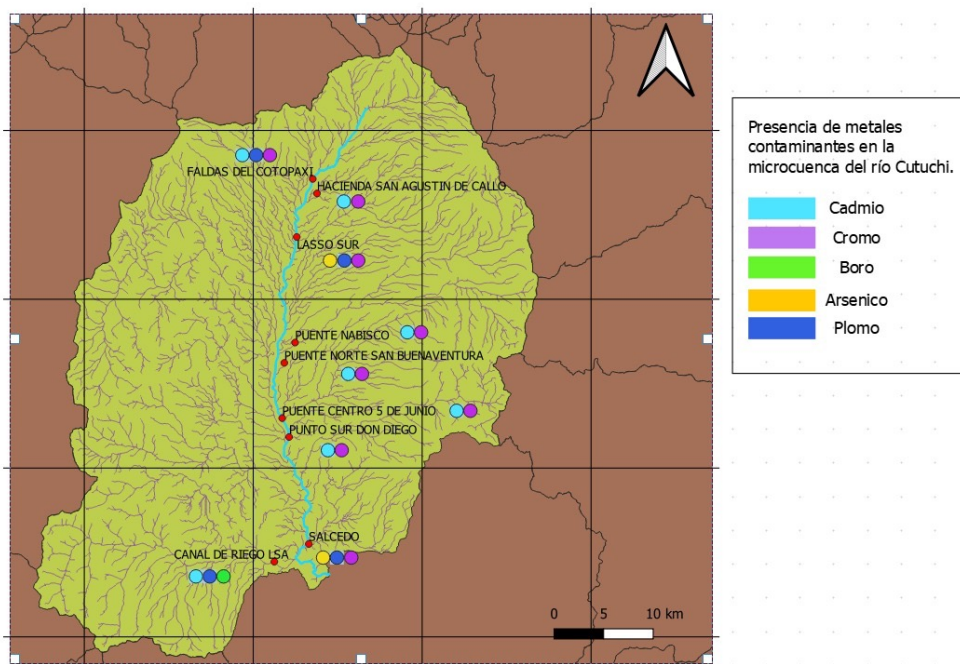 FALDAS DEL COTOPAXI
HACIENDA SAN AGUSTIN DE CALLO
LASSO SUR
PUENTE NABISCO
PUENTE NORTE SAN BUENAVENTURA
PUENTE CENTRO 5 DE JUNIO
PUNTO SUR DON DIEGO
SALCEDO
CANAL DE RIEGO LSA
0 5 10 km
Presencia de metales
contaminantes en la
microcuenca del río Cutuchi.
Cadmio
Cromo
Boro
Arsenico
Plomo